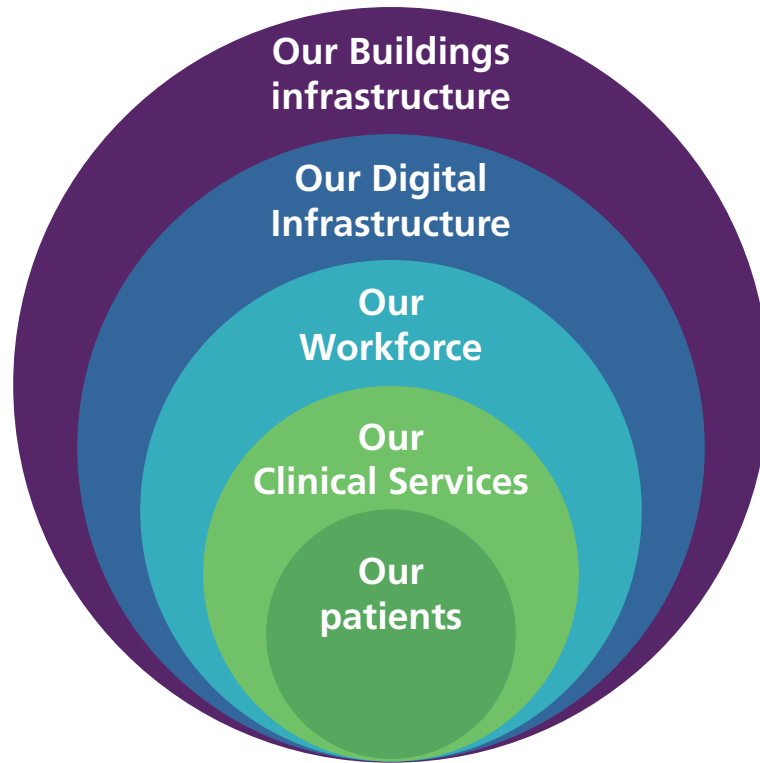 Our Buildings
infrastructure
Our Digital
Infrastructure
Our
Workforce
Our
Clinical Services
Our
patients